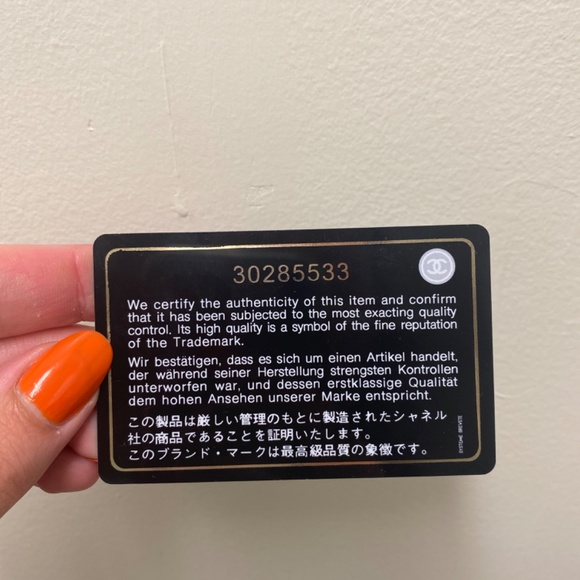 30285533
We certify the authenticity of this item and confirm
that it has been subjected to the most exacting quality
control. Its high quality is a symbol of the fine reputation
of the Trademark.
Wir bestätigen, dass es sich um einen Artikel handelt,
der während seiner Herstellung strengsten Kontrollen
unterworfen war, und dessen erstklassige Qualität
dem hohen Ansehen unserer Marke entspricht.
この製品は厳しい管理のもとに製造されたシャネル
社の商品であることを証明いたします。
このブランド・マークは最高級品質の象徴です。
SYSTEME BREVETE